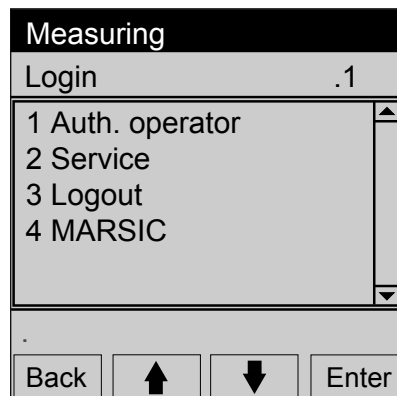 Measuring
Login .1
1 Auth. operator
2 Service
3 Logout
4 MARSIC
.
Back Enter